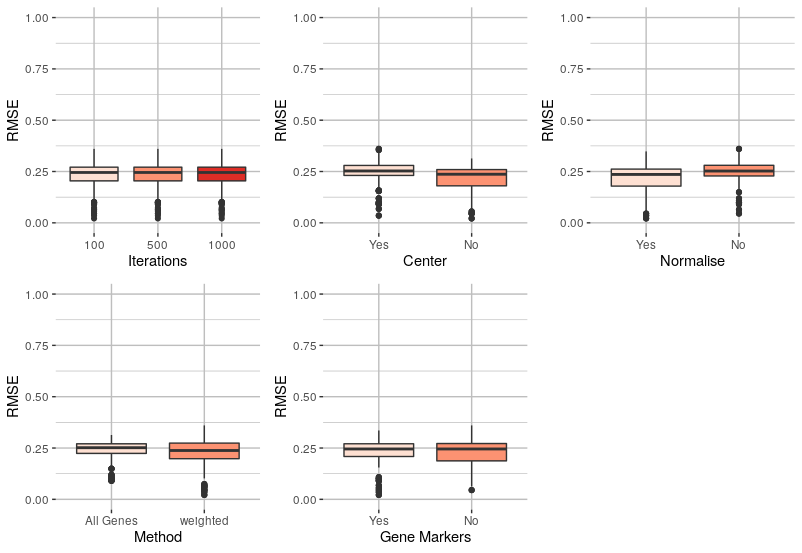 1.00
0.75
0.50
0.25
0.00
RMSE
100 500 1000
Iterations
1.00
0.75
0.50
0.25
0.00
RMSE
Yes No
Center
1.00
0.75
0.50
0.25
0.00
RMSE
Yes No
Normalise
1.00
0.75
0.50
0.25
0.00
RMSE
All Genes weighted
Method
1.00
0.75
0.50
0.25
0.00
RMSE
Yes No
Gene Markers